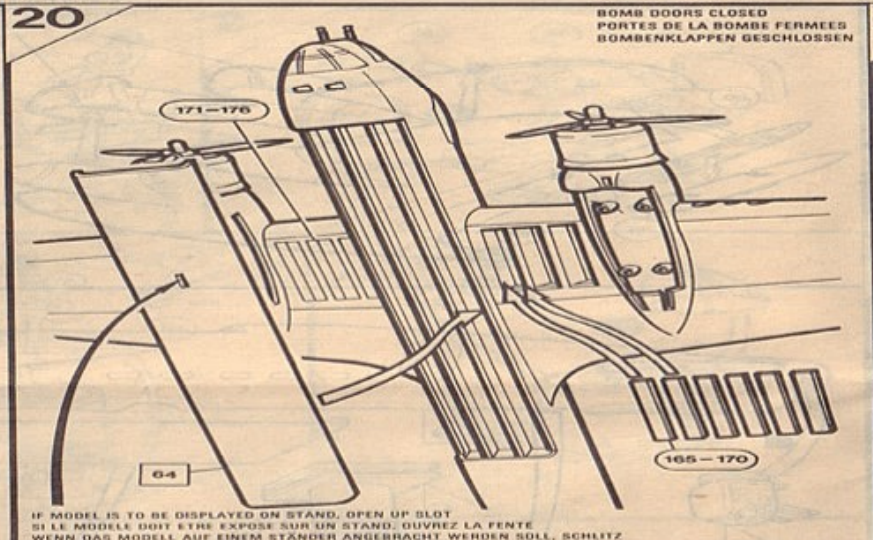 20
BOMB DOORS CLOSED
PORTES DE LA BOMBE FERMEES
BOMBENKLAPPEN GESCHLOSSEN
171–176
64
165–170
IF MODEL IS TO BE DISPLAYED ON STAND, OPEN UP SLOT
SI LE MODELE DOIT ETRE EXPOSE SUR UN STAND, OUVREZ LA FENTE
WENN DAS MODELL AUF EINEM STÄNDER ANGEBRACHT WERDEN SOLL, SCHLITZ